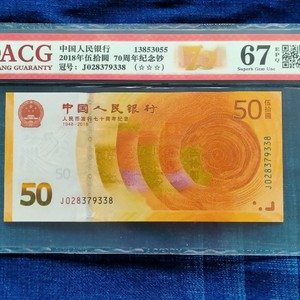 ACG
ANG GUARANTY
中国人民银行 13853055
2018年伍拾圆 70周年纪念钞
冠号: J028379338 (☆☆☆)
67 EPQ
Superb Gem Unc
中国人民银行
人民币发行七十周年纪念
1948-2018
50
伍拾圆
50
J028379338
J028379338